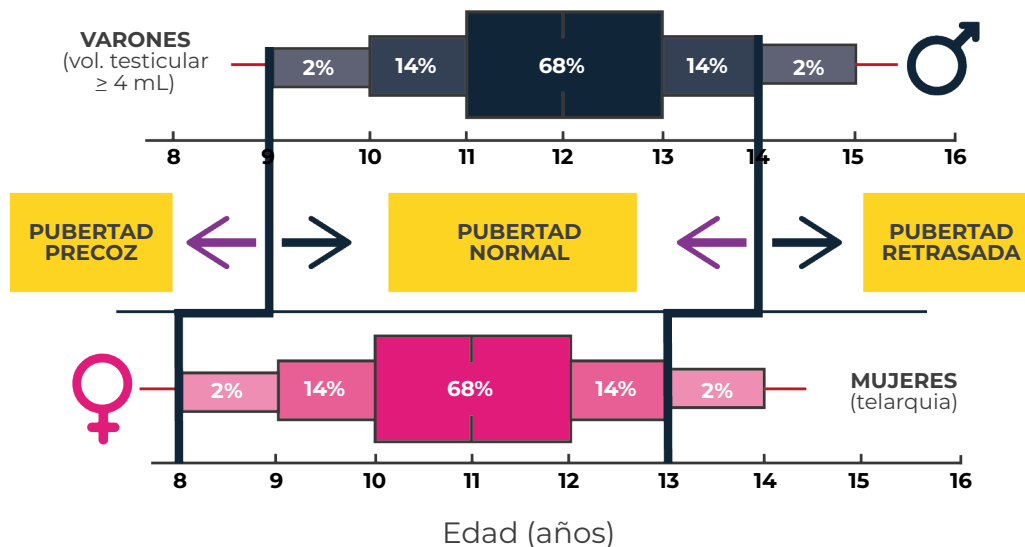 VARONES
(vol. testicular
≥ 4 mL)
2%
14%
68%
14%
2%
8 9 10 11 12 13 14 15 16
PUBERTAD
PRECOZ
PUBERTAD
NORMAL
PUBERTAD
RETRASADA
2%
14%
68%
14%
2%
MUJERES
(telarquia)
8 9 10 11 12 13 14 15 16
Edad (años)